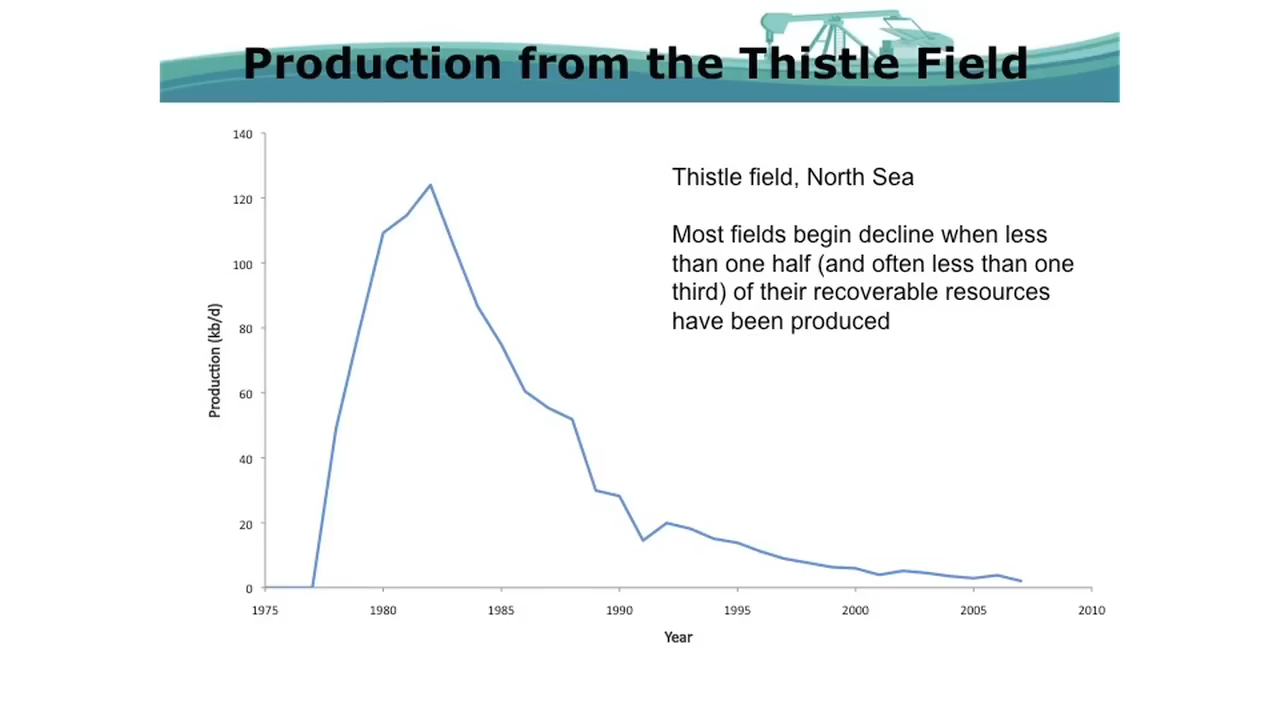 Production from the Thistle Field
140
120
100
80
60
40
20
0
Production (kb/d)
1975 1980 1985 1990 1995 2000 2005 2010
Year
Thistle field, North Sea
Most fields begin decline when less
than one half (and often less than one
third) of their recoverable resources
have been produced